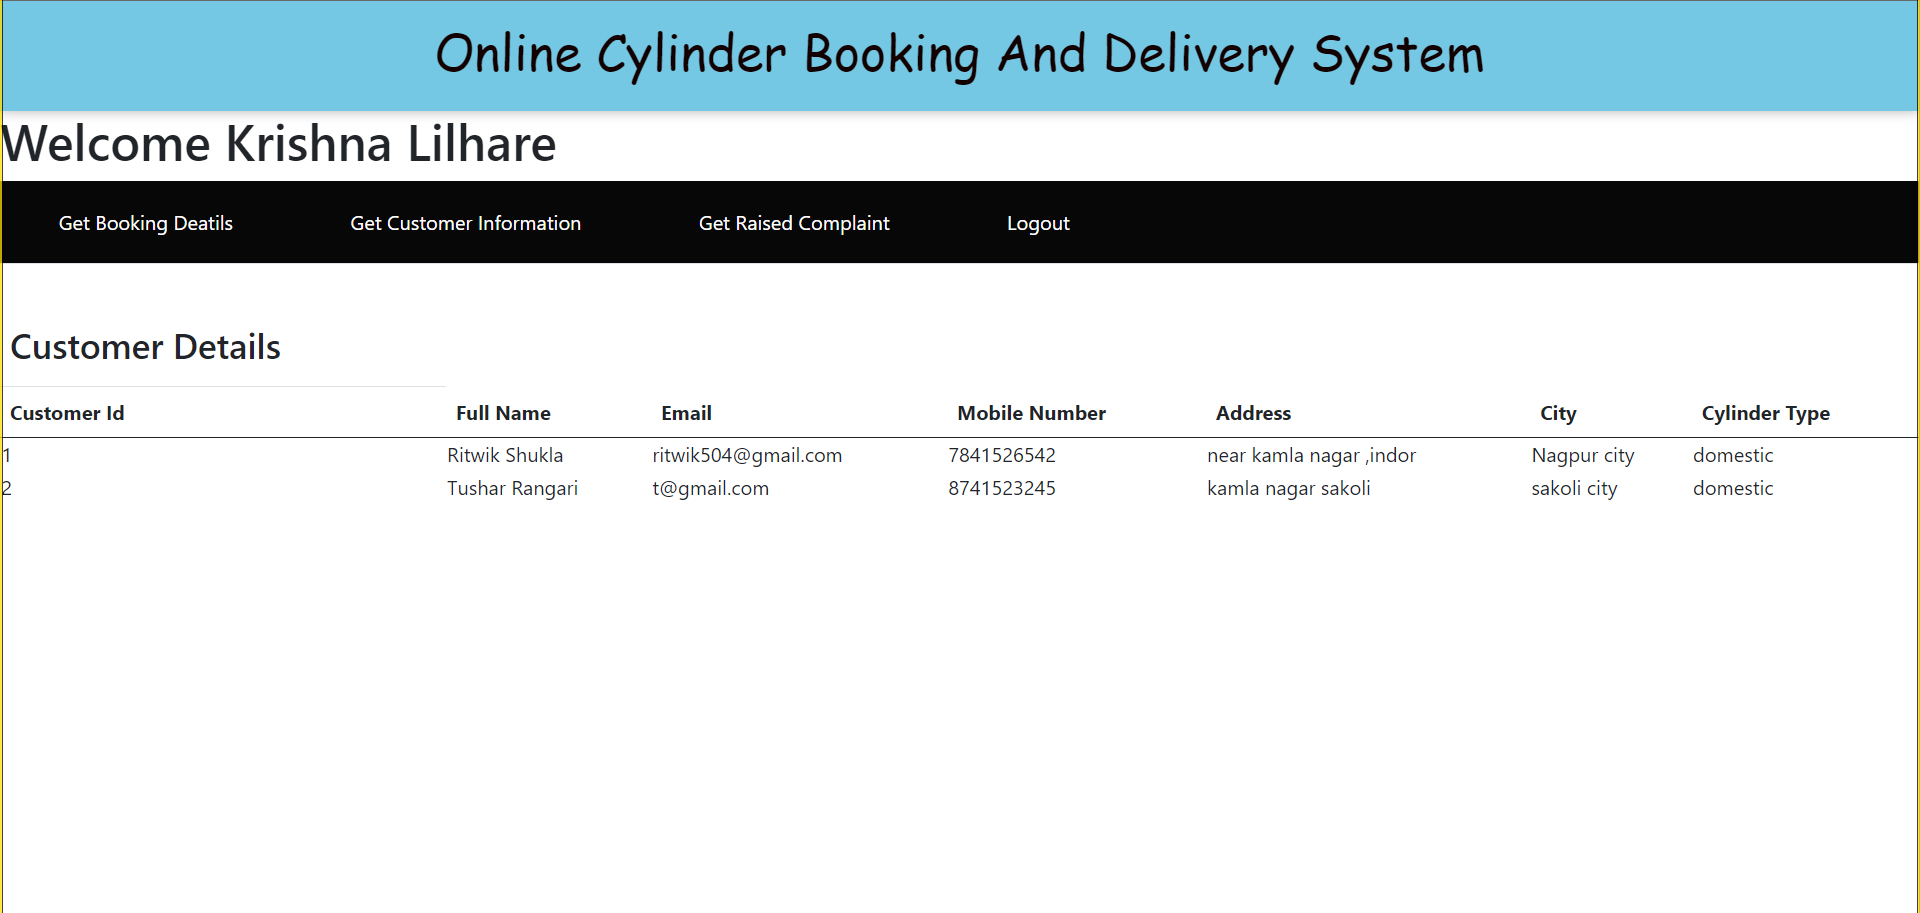 Online Cylinder Booking And Delivery System
Welcome Krishna Lilhare
Get Booking Deatils Get Customer Information Get Raised Complaint Logout
Customer Details
Customer Id Full Name Email Mobile Number Address City Cylinder Type
1 Ritwik Shukla ritwik504@gmail.com 7841526542 near kamla nagar ,indor Nagpur city domestic
2 Tushar Rangari t@gmail.com 8741523245 kamla nagar sakoli sakoli city domestic